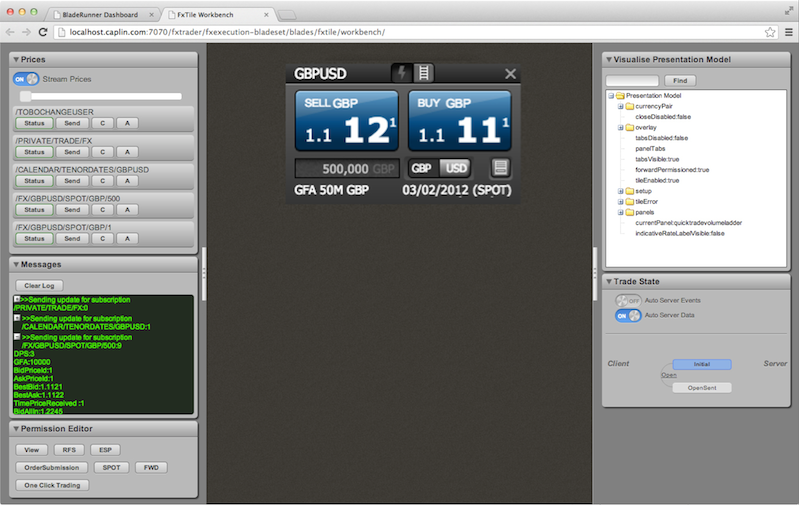 BladeRunner Dashboard
FxTile Workbench
localhost.caplin.com:7070/fxtrader/fxexecution-bladeset/blades/fxtile/workbench/
Prices
ON Stream Prices
/TOBOCHANGEUSER
Status Send C A
/PRIVATE/TRADE/FX
Status Send C A
/CALENDAR/TENORDATES/GBPUSD
Status Send C A
/FX/GBPUSD/SPOT/GBP/500
Status Send C A
/FX/GBPUSD/SPOT/GBP/1
Status Send C A
Messages
Clear Log
>>Sending update for subscription
/PRIVATE/TRADE/FX:0
>>Sending update for subscription
/CALENDAR/TENORDATES/GBPUSD:1
>>Sending update for subscription
/FX/GBPUSD/SPOT/GBP/500:9
DPS:3
GFA:10000
BidPriceId:1
AskPriceId:1
BestBid:1.1121
BestAsk:1.1122
TimePriceReceived :1
BidAllIn:1.2245
Permission Editor
View RFS ESP
OrderSubmission SPOT FWD
One Click Trading
GBPUSD
SELL GBP
1.1 12 1
BUY GBP
1.1 11 1
500,000 GBP
GBP USD
GFA 50M GBP
03/02/2012 (SPOT)
Visualise Presentation Model
Find
Presentation Model
currencyPair
closeDisabled:false
overlay
tabsDisabled:false
panelTabs
tabsVisible:true
forwardPermissioned:true
tileEnabled:true
setup
tileError
panels
currentPanel:quicktradevolumeladder
indicativeRateLabelVisible:false
Trade State
OFF Auto Server Events
ON Auto Server Data
Client
Initial
Server
Open
OpenSent